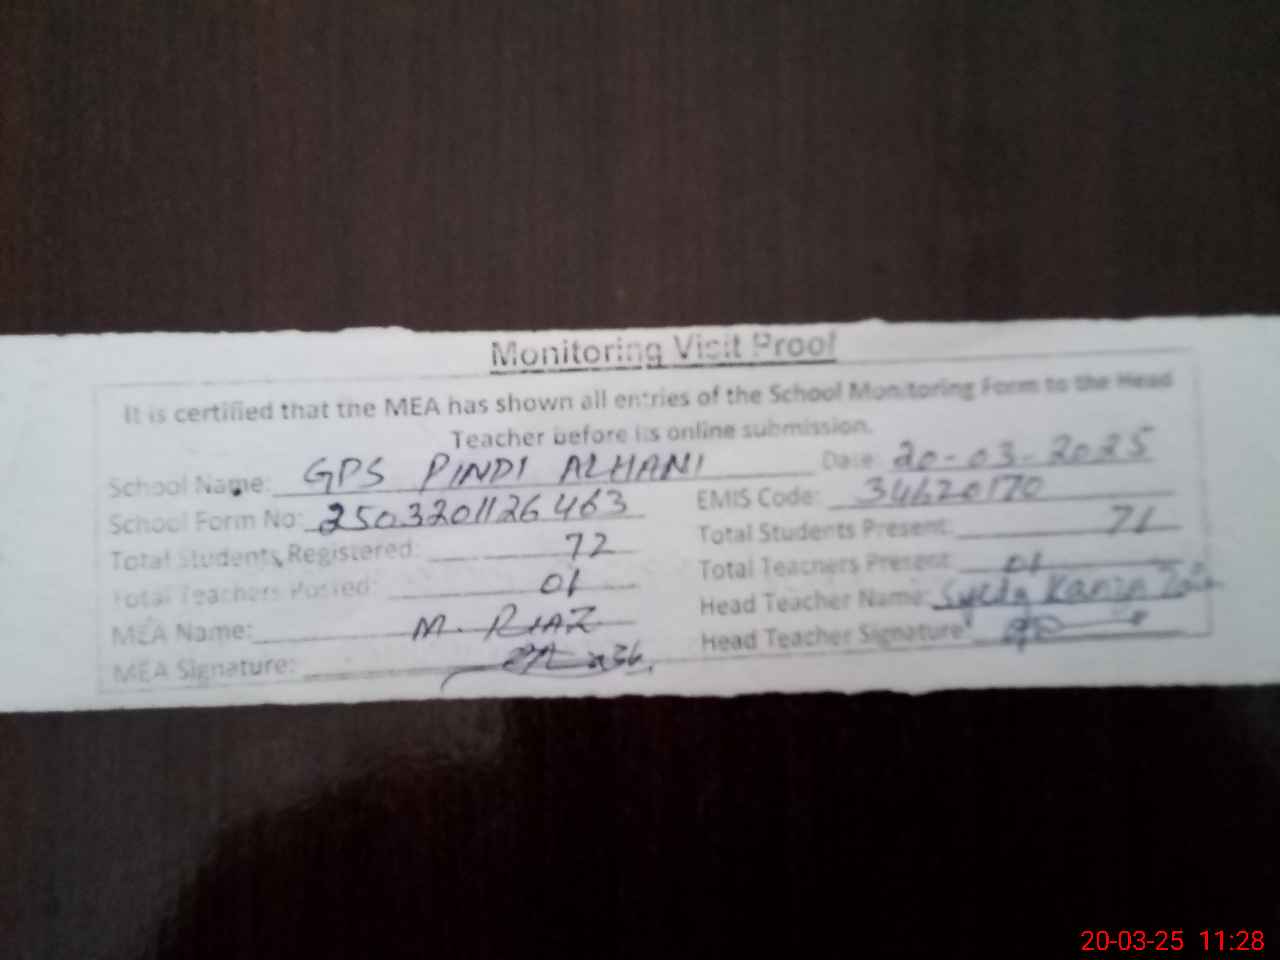 Monitoring Visit Proof
It is certified that the MEA has shown all entries of the School Monitoring Form to the Head
Teacher before its online submission.
School Name: GPS PINDI ALHANI Date: 20-03-2025
School Form No: 2503201126463 EMIS Code: 34620170
Total Students Registered: 72 Total Students Present: 71
Total Teachers Posted: 01 Total Teachers Present: 01
MEA Name: M. RIAZ Head Teacher Name: Syeda Kanza
MEA Signature: Head Teacher Signature:
20-03-25 11:28